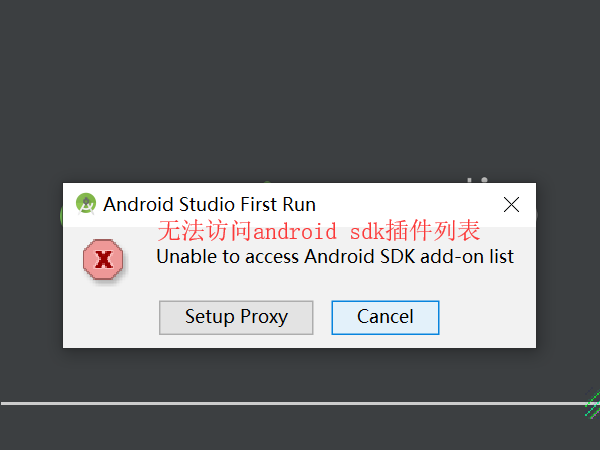 Android Studio First Run
无法访问android sdk插件列表
Unable to access Android SDK add-on list
Setup Proxy
Cancel